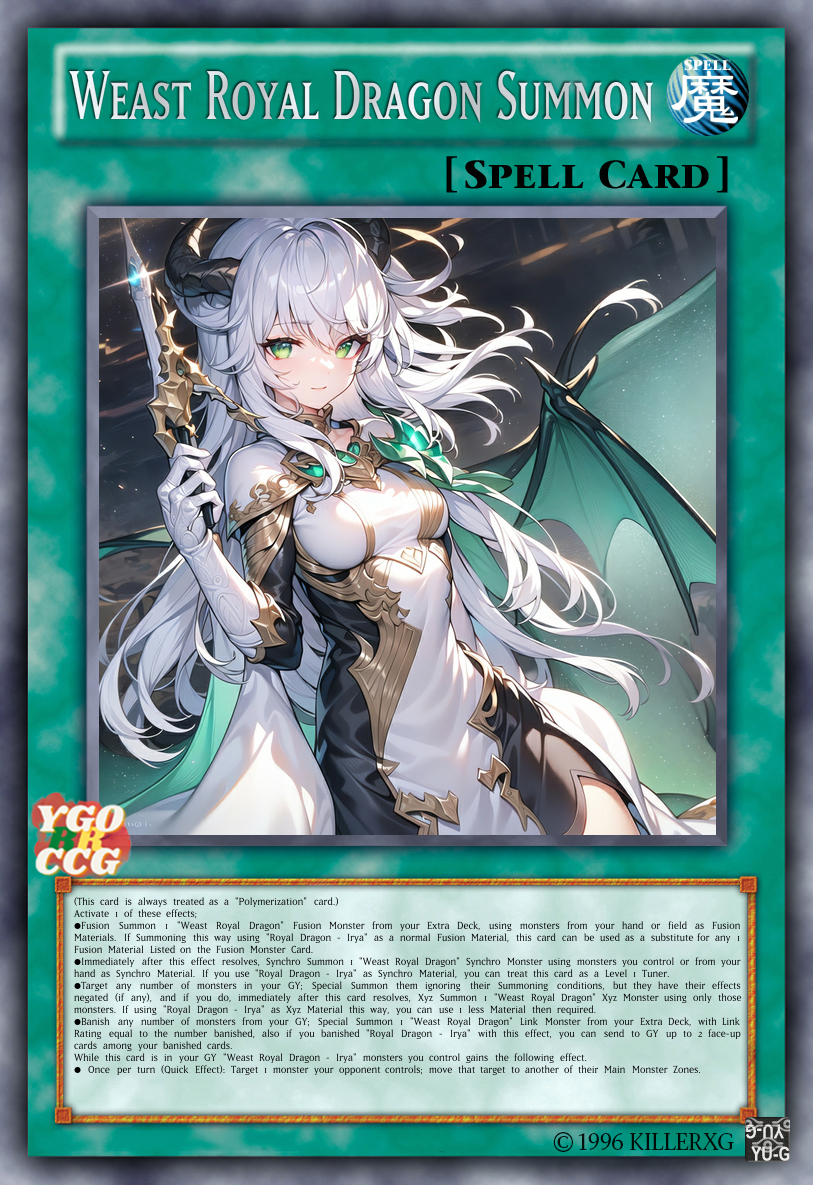 WEAST ROYAL DRAGON SUMMON
SPELL
魔
[SPELL CARD]
YGO
BR
CCG
(This card is always treated as a "Polymerization" card.)
Activate 1 of these effects;
●Fusion Summon 1 "Weast Royal Dragon" Fusion Monster from your Extra Deck, using monsters from your hand or field as Fusion
Materials. If Summoning this way using "Royal Dragon - Irya" as a normal Fusion Material, this card can be used as a substitute for any 1
Fusion Material Listed on the Fusion Monster Card.
●Immediately after this effect resolves, Synchro Summon 1 "Weast Royal Dragon" Synchro Monster using monsters you control or from your
hand as Synchro Material. If you use "Royal Dragon - Irya" as Synchro Material, you can treat this card as a Level 1 Tuner.
●Target any number of monsters in your GY; Special Summon them ignoring their Summoning conditions, but they have their effects
negated (if any), and if you do, immediately after this card resolves, Xyz Summon 1 "Weast Royal Dragon" Xyz Monster using only those
monsters. If using "Royal Dragon - Irya" as Xyz Material this way, you can use 1 less Material then required.
●Banish any number of monsters from your GY; Special Summon 1 "Weast Royal Dragon" Link Monster from your Extra Deck, with Link
Rating equal to the number banished, also if you banished "Royal Dragon - Irya" with this effect, you can send to GY up to 2 face-up
cards among your banished cards.
While this card is in your GY "Weast Royal Dragon - Irya" monsters you control gains the following effect.
● Once per turn (Quick Effect): Target 1 monster your opponent controls; move that target to another of their Main Monster Zones.
© 1996 KILLERXG
YU-G